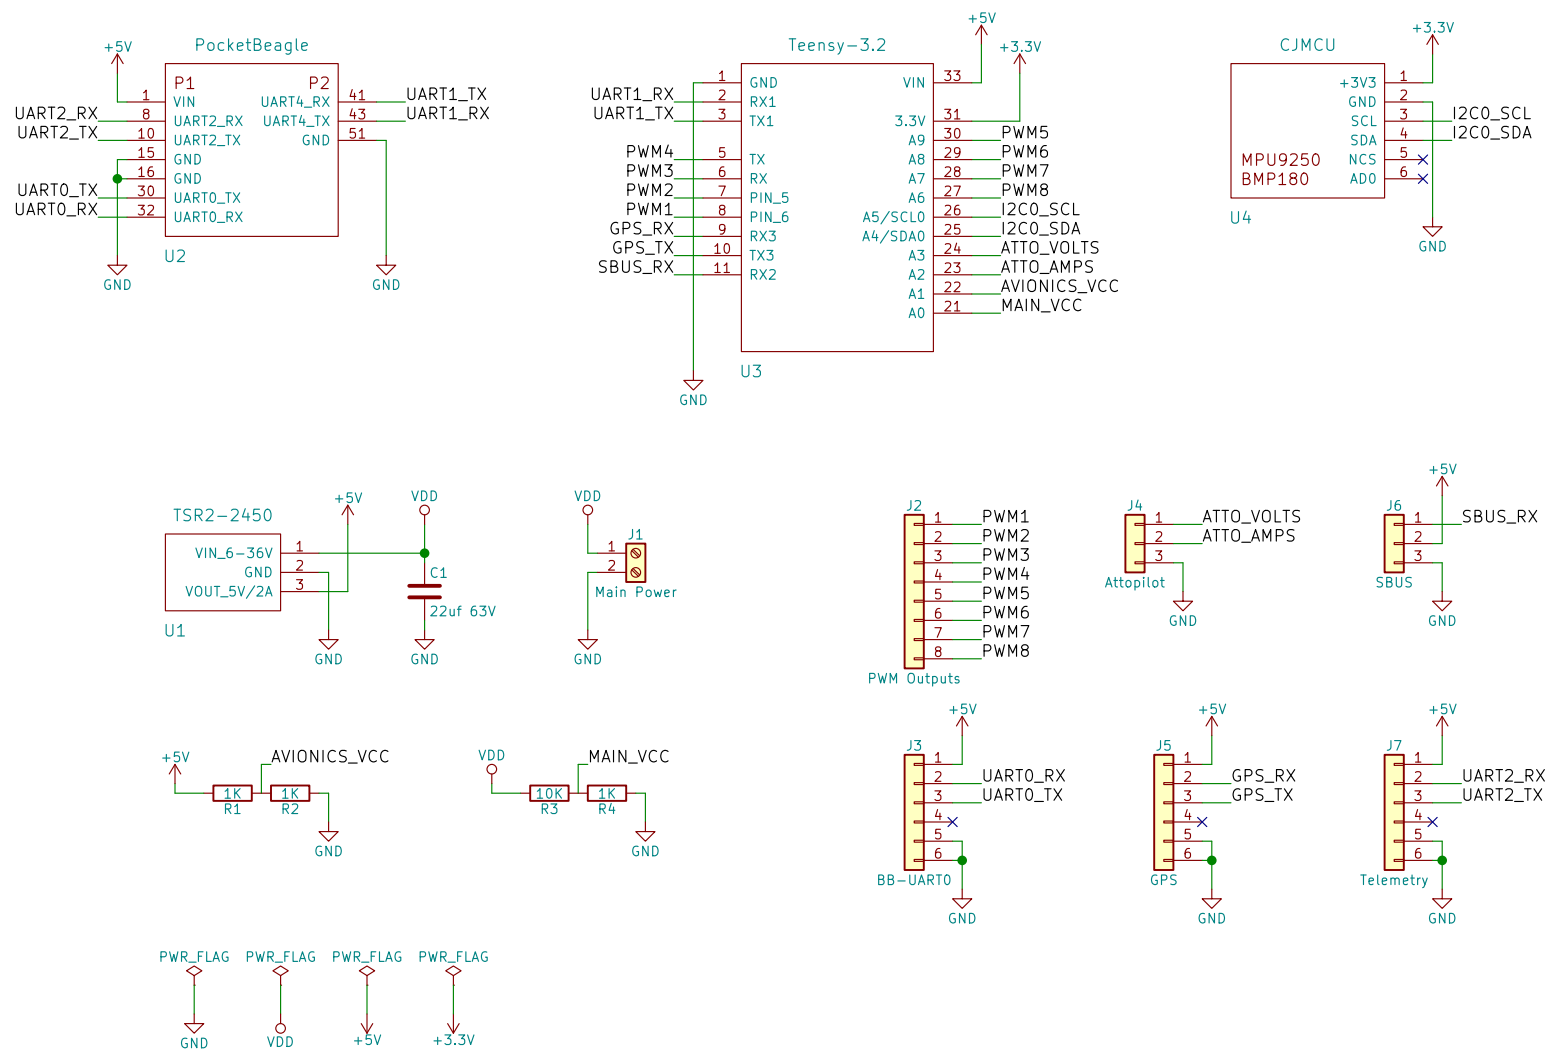 +5V
PocketBeagle
P1 P2
1 VIN UART4_RX 41 UART1_TX
UART2_RX 8 UART2_RX UART4_TX 43 UART1_RX
UART2_TX 10 UART2_TX GND 51
15 GND
16 GND
UART0_TX 30 UART0_TX
UART0_RX 32 UART0_RX
U2
GND GND
Teensy-3.2
+5V
+3.3V
1 GND VIN 33
UART1_RX 2 RX1
UART1_TX 3 TX1 3.3V 31
A9 30 PWM5
PWM4 5 TX A8 29 PWM6
PWM3 6 RX A7 28 PWM7
PWM2 7 PIN_5 A6 27 PWM8
PWM1 8 PIN_6 A5/SCL0 26 I2C0_SCL
GPS_RX 9 RX3 A4/SDA0 25 I2C0_SDA
GPS_TX 10 TX3 A3 24 ATTO_VOLTS
SBUS_RX 11 RX2 A2 23 ATTO_AMPS
A1 22 AVIONICS_VCC
A0 21 MAIN_VCC
U3
GND
CJMCU
+3.3V
+3V3 1
GND 2
SCL 3 I2C0_SCL
SDA 4 I2C0_SDA
MPU9250 NCS 5
BMP180 AD0 6
U4
GND
TSR2-2450
+5V
VDD
VIN_6-36V 1
GND 2
VOUT_5V/2A 3
U1
C1
22uf 63V
GND GND
VDD
J1
1
2
Main Power
GND
J2
1 PWM1
2 PWM2
3 PWM3
4 PWM4
5 PWM5
6 PWM6
7 PWM7
8 PWM8
PWM Outputs
J4
1 ATTO_VOLTS
2 ATTO_AMPS
3
Attopilot
GND
+5V
J6
1 SBUS_RX
2
3
SBUS
GND
+5V
AVIONICS_VCC
1K 1K
R1 R2
GND
VDD
MAIN_VCC
10K 1K
R3 R4
GND
+5V
J3
1
2 UART0_RX
3 UART0_TX
4
5
6
BB-UART0
GND
+5V
J5
1
2 GPS_RX
3 GPS_TX
4
5
6
GPS
GND
+5V
J7
1
2 UART2_RX
3 UART2_TX
4
5
6
Telemetry
GND
PWR_FLAG PWR_FLAG PWR_FLAG PWR_FLAG
GND VDD +5V +3.3V